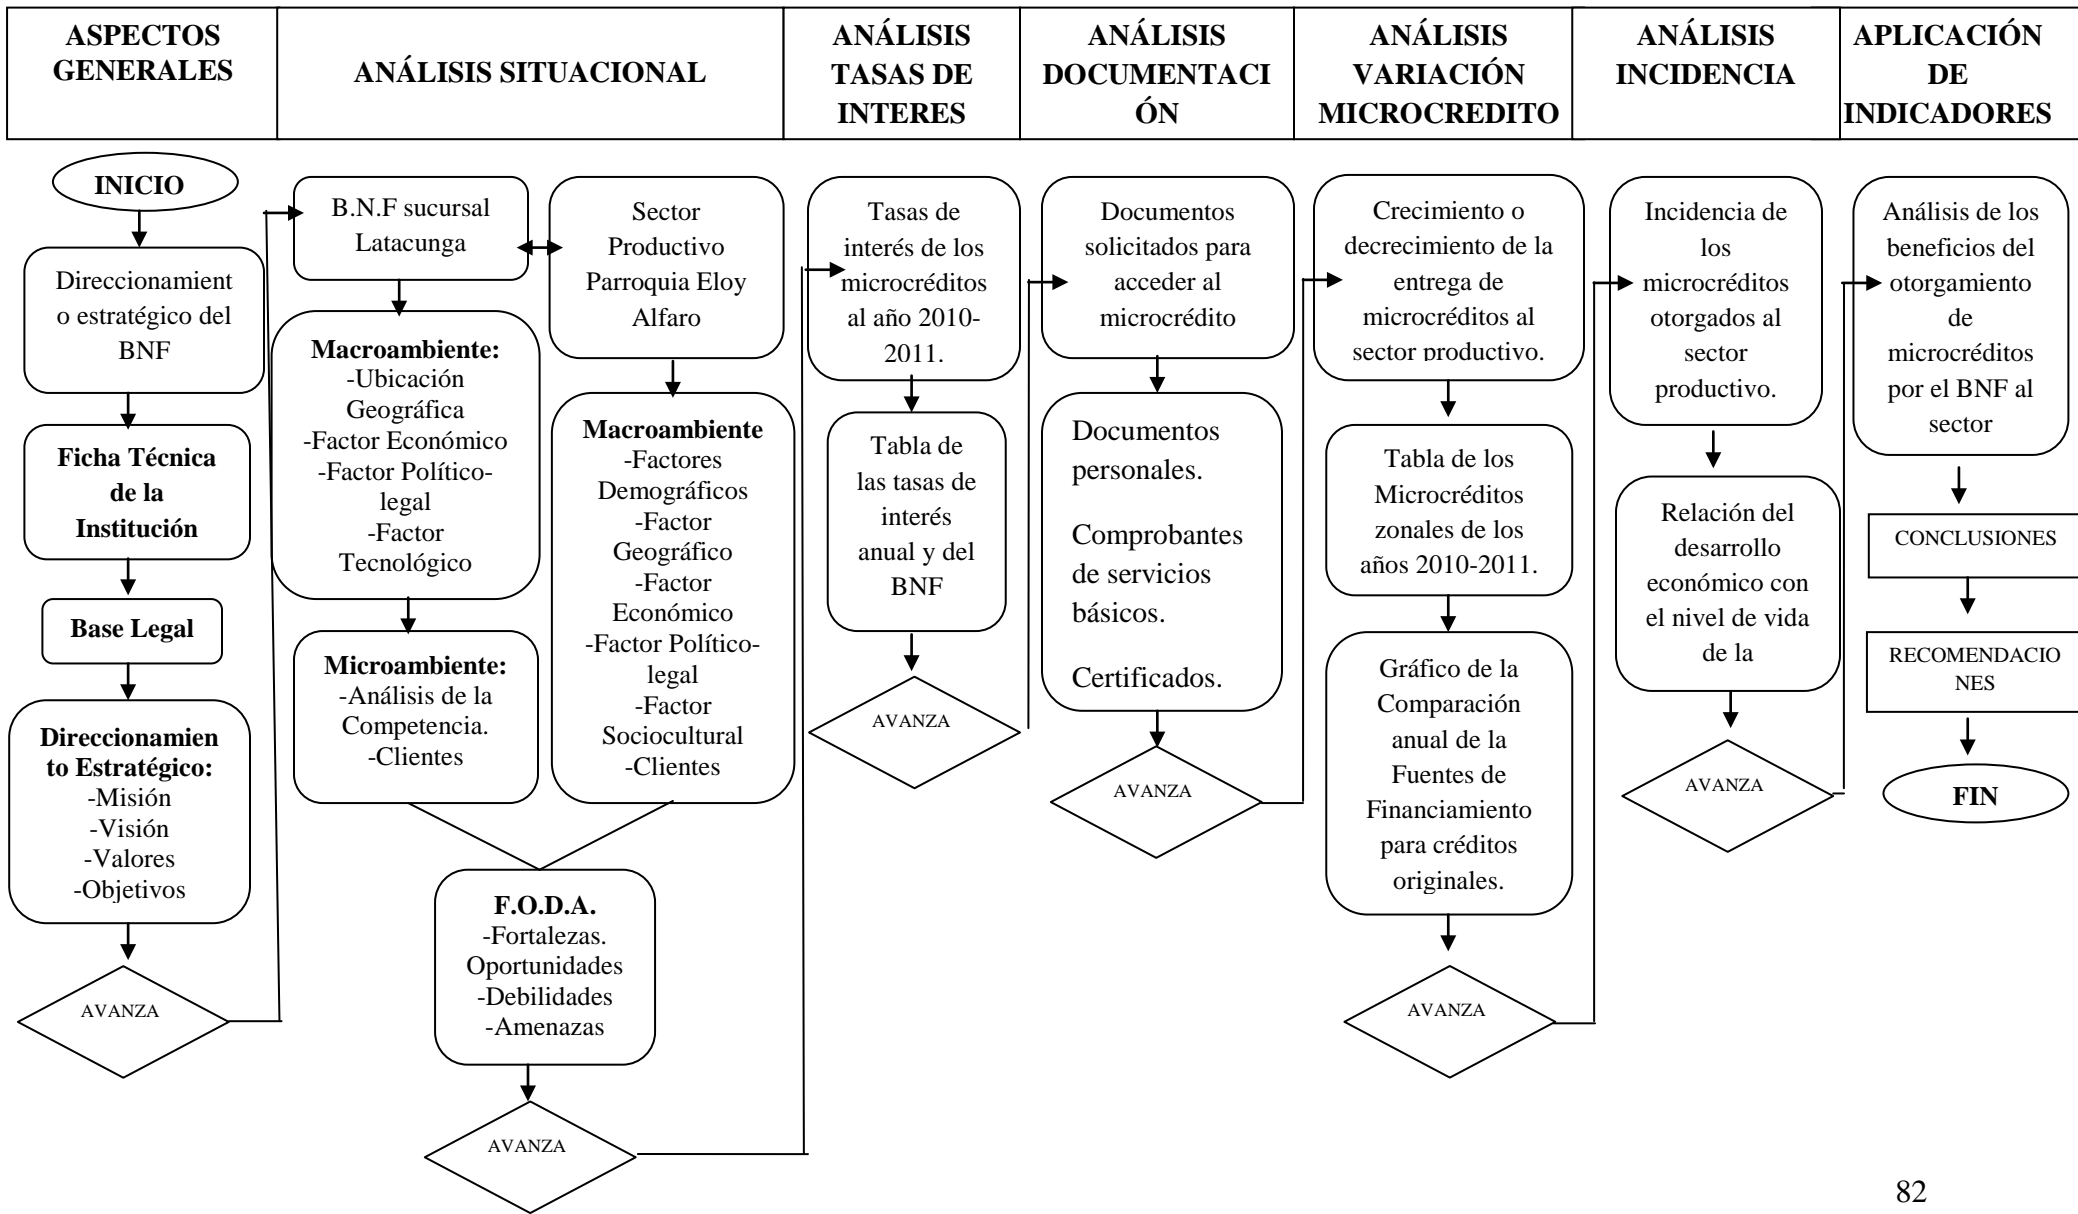 ASPECTOS
GENERALES
ANÁLISIS SITUACIONAL
ANÁLISIS
TASAS DE
INTERES
ANÁLISIS
DOCUMENTACI
ÓN
ANÁLISIS
VARIACIÓN
MICROCREDITO
ANÁLISIS
INCIDENCIA
APLICACIÓN
DE
INDICADORES
INICIO
Direccionamient
o estratégico del
BNF
Ficha Técnica
de la
Institución
Base Legal
Direccionamien
to Estratégico:
-Misión
-Visión
-Valores
-Objetivos
AVANZA
B.N.F sucursal
Latacunga
Macroambiente:
-Ubicación
Geográfica
-Factor Económico
-Factor Político-
legal
-Factor
Tecnológico
Microambiente:
-Análisis de la
Competencia.
-Clientes
Sector
Productivo
Parroquia Eloy
Alfaro
Macroambiente
-Factores
Demográficos
-Factor
Geográfico
-Factor
Económico
-Factor Político-
legal
-Factor
Sociocultural
-Clientes
F.O.D.A.
-Fortalezas.
Oportunidades
-Debilidades
-Amenazas
AVANZA
Tasas de
interés de los
microcréditos
al año 2010-
2011.
Tabla de
las tasas de
interés
anual y del
BNF
AVANZA
Documentos
solicitados para
acceder al
microcrédito
Documentos
personales.
Comprobantes
de servicios
básicos.
Certificados.
AVANZA
Crecimiento o
decrecimiento de la
entrega de
microcréditos al
sector productivo.
Tabla de los
Microcréditos
zonales de los
años 2010-2011.
Gráfico de la
Comparación
anual de la
Fuentes de
Financiamiento
para créditos
originales.
AVANZA
Incidencia de
los
microcréditos
otorgados al
sector
productivo.
Relación del
desarrollo
económico con
el nivel de vida
de la
AVANZA
Análisis de los
beneficios del
otorgamiento
de
microcréditos
por el BNF al
sector
CONCLUSIONES
RECOMENDACIO
NES
FIN
82